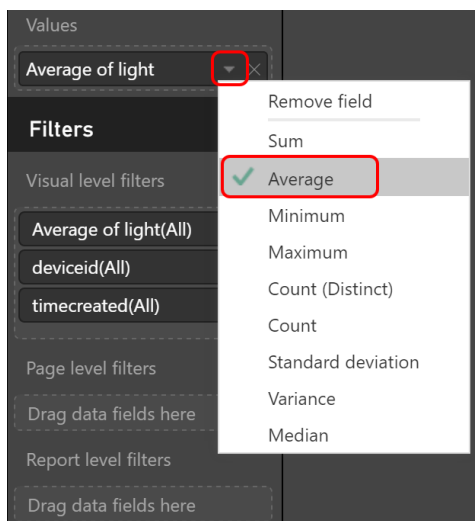 Values
Average of light
Remove field
Filters
Sum
Visual level filters
Average
Minimum
Average of light(All)
Maximum
deviceid(All)
Count (Distinct)
timecreated(All)
Count
Page level filters
Standard deviation
Drag data fields here
Variance
Median
Report level filters
Drag data fields here